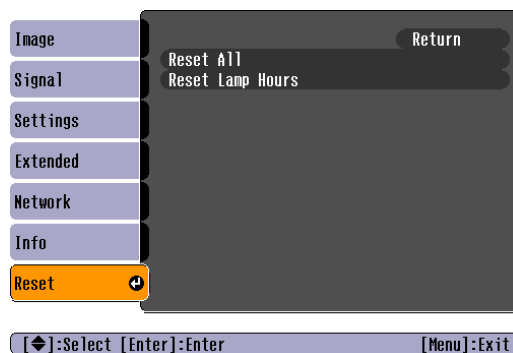 Image
Signal
Settings
Extended
Network
Info
Reset
Return
Reset All
Reset Lamp Hours
[◆]:Select [Enter]:Enter [Menu]:Exit